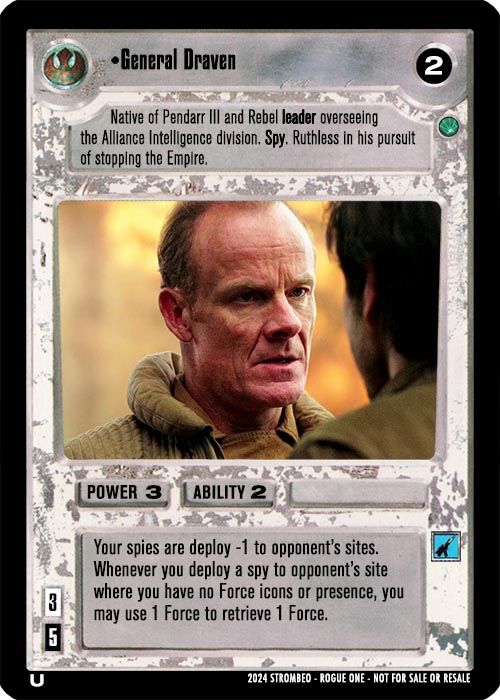 •General Draven
2
Native of Pendarr III and Rebel leader overseeing
the Alliance Intelligence division. Spy. Ruthless in his pursuit
of stopping the Empire.
POWER 3 ABILITY 2
Your spies are deploy -1 to opponent's sites.
Whenever you deploy a spy to opponent's site
where you have no Force icons or presence, you
may use 1 Force to retrieve 1 Force.
3
5
U
2024 STROMBEO - ROGUE ONE - NOT FOR SALE OR RESALE